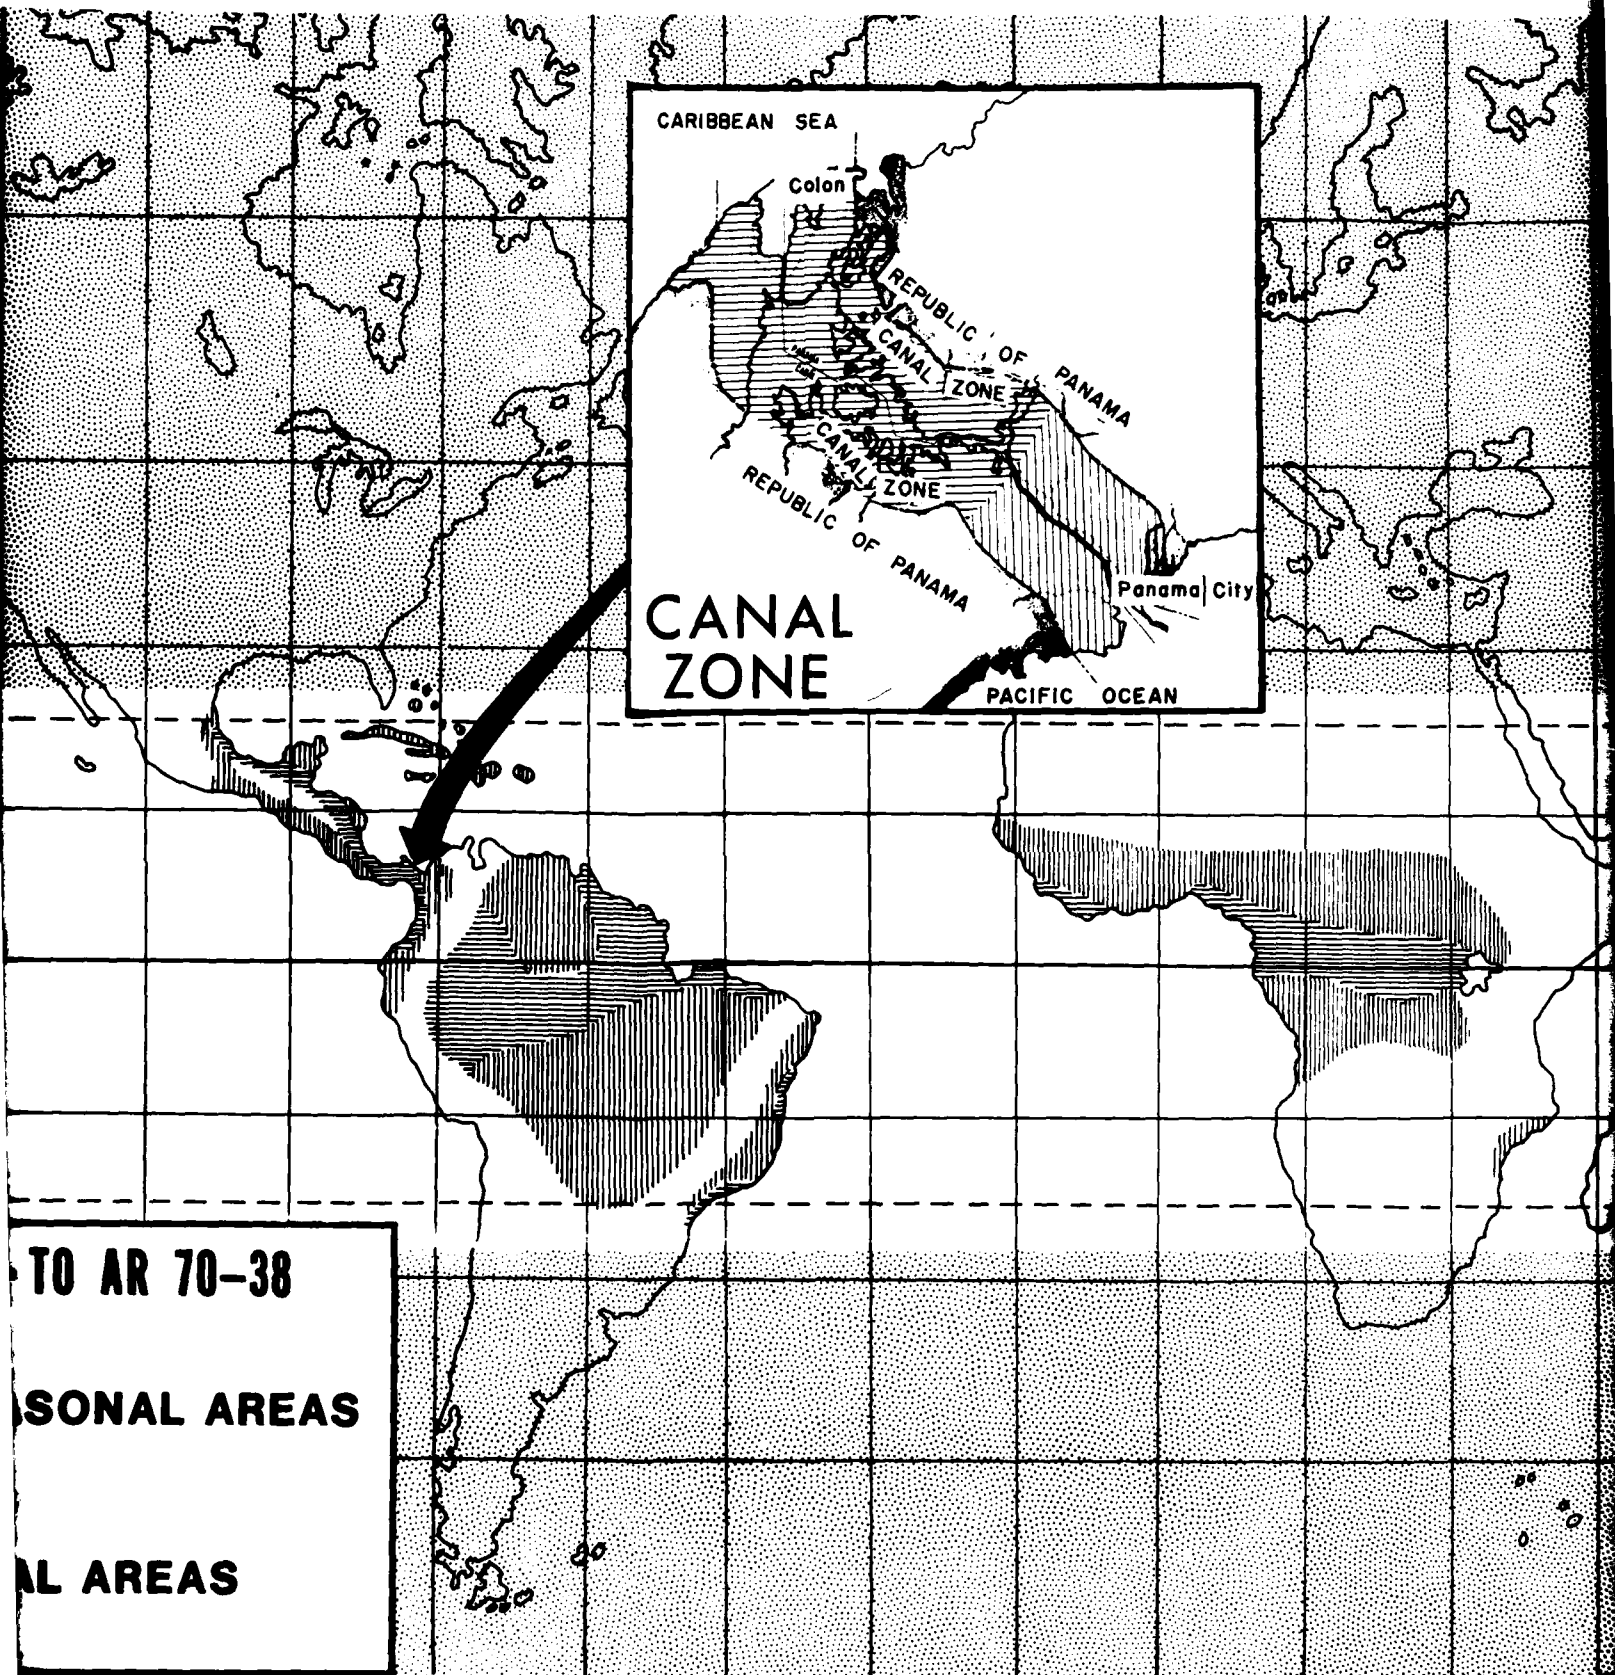 CARIBBEAN SEA
Colon
REPUBLIC OF PANAMA
CANAL
ZONE
CANAL
ZONE
REPUBLIC OF PANAMA
Panama City
CANAL
ZONE
PACIFIC OCEAN
TO AR 70-38
SONAL AREAS
AL AREAS